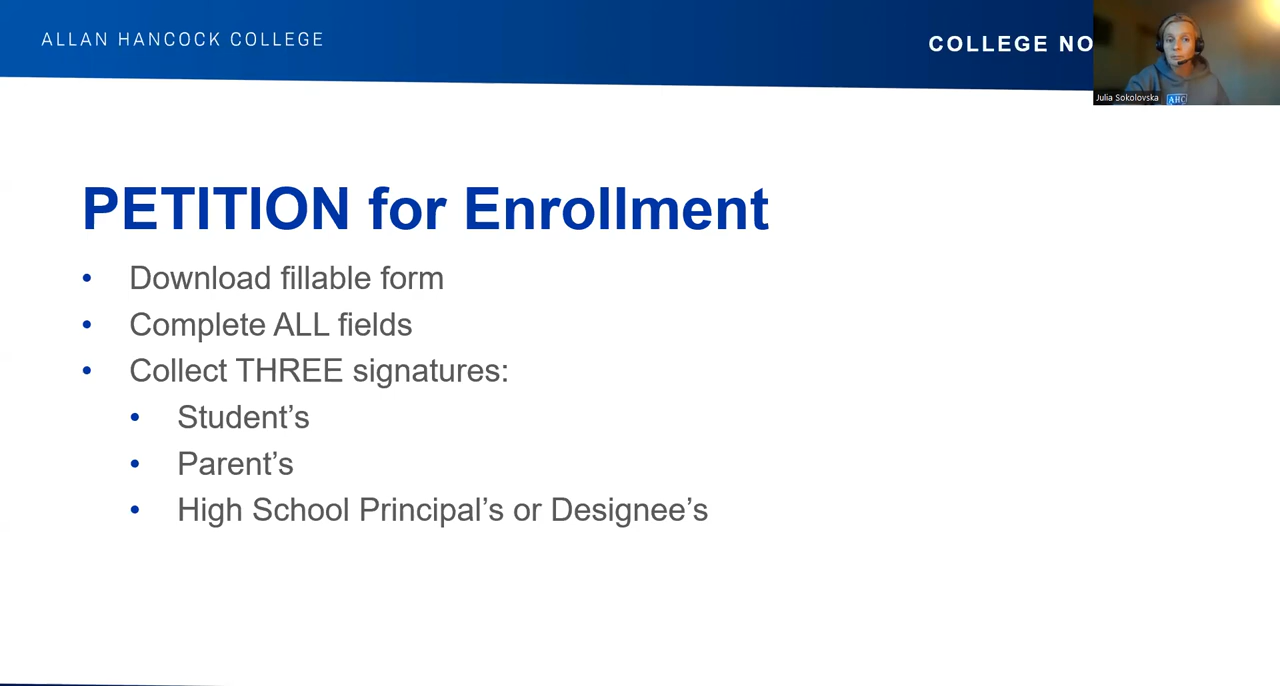 ALLAN HANCOCK COLLEGE
COLLEGE NO
Julia Sokolovska
AHC
PETITION for Enrollment
• Download fillable form
• Complete ALL fields
• Collect THREE signatures:
• Student’s
• Parent’s
• High School Principal’s or Designee’s